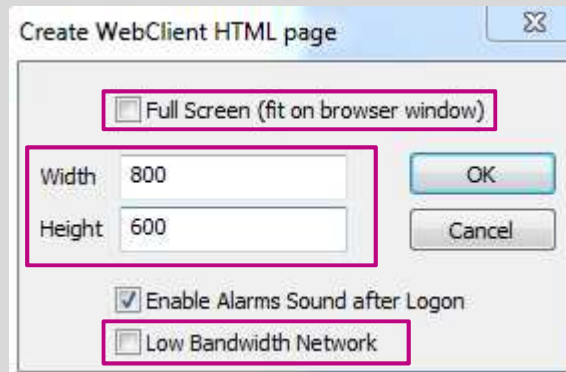 Create WebClient HTML page
Full Screen (fit on browser window)
Width 800
OK
Height 600
Cancel
Enable Alarms Sound after Logon
Low Bandwidth Network